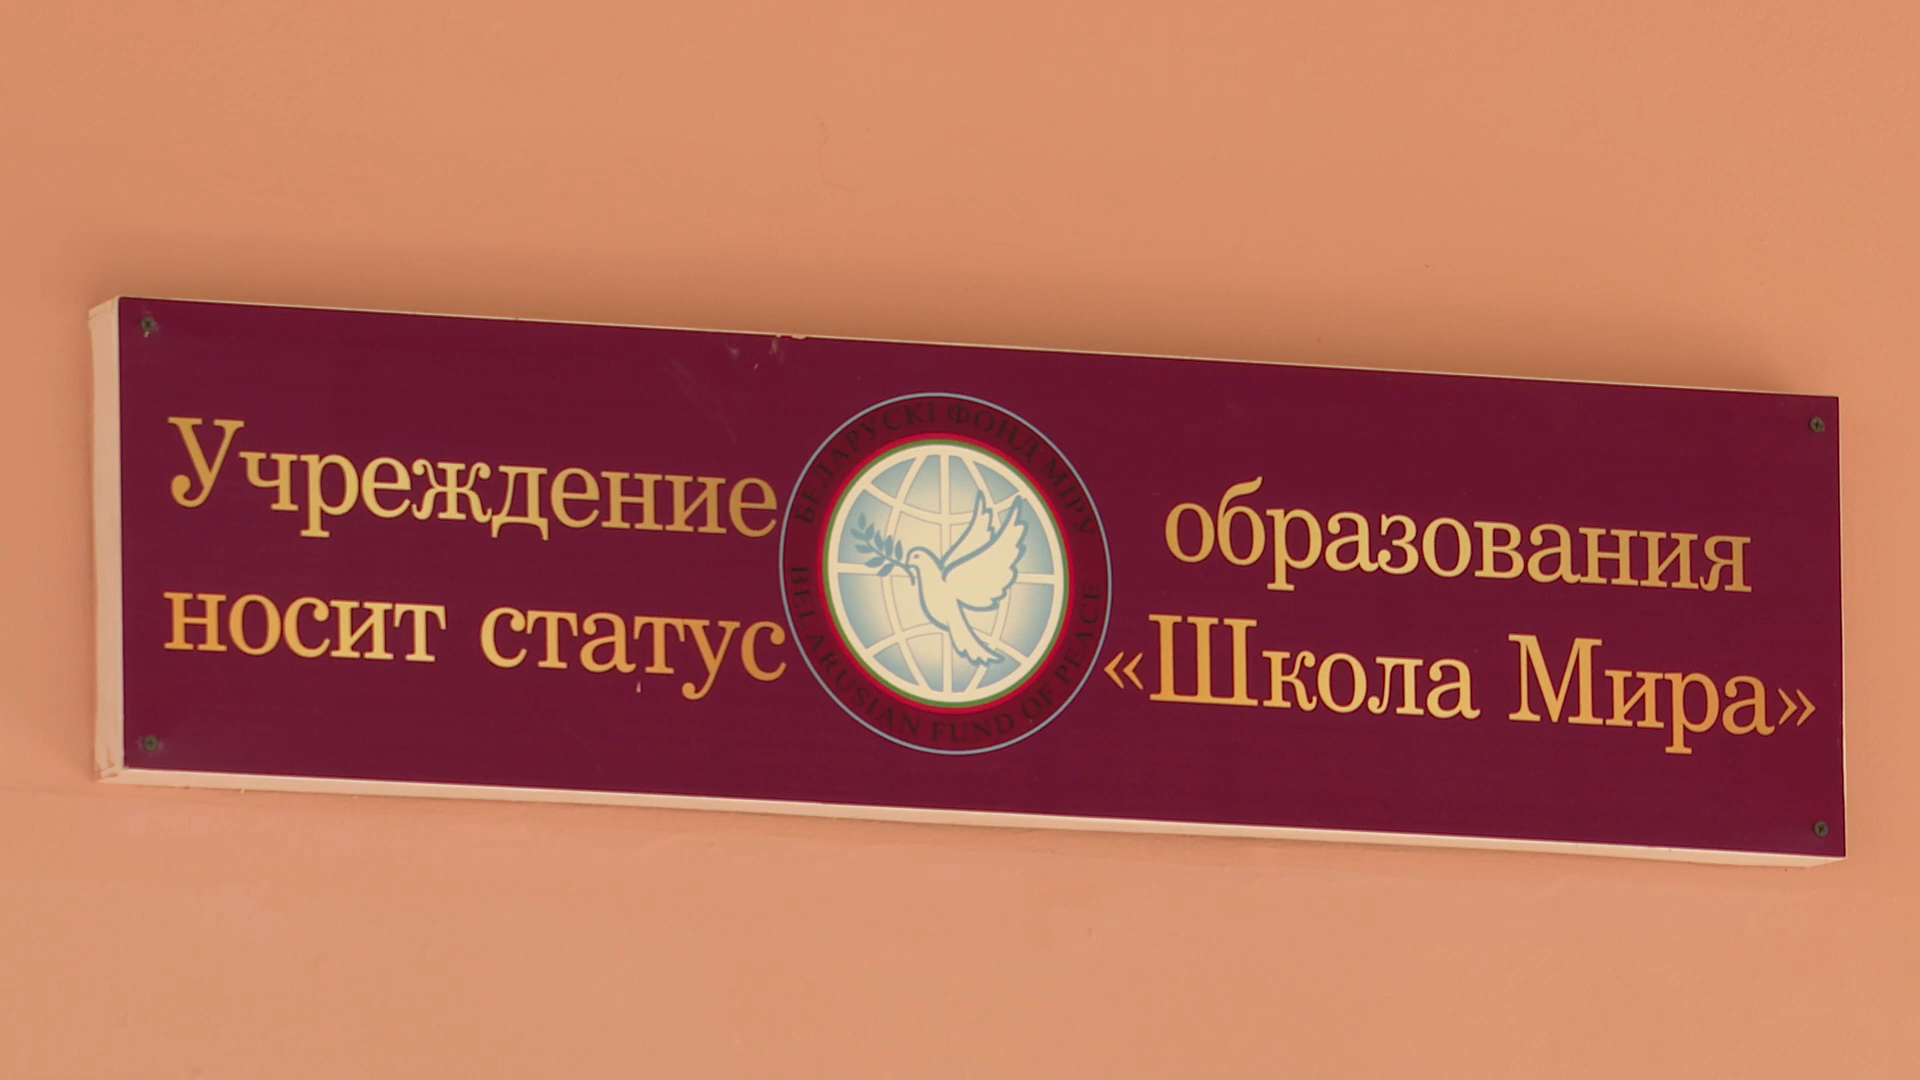 Учреждение образования
носит статус «Школа Мира»
БЕЛАРУСКІ ФОНД МІРУ
BELARUSIAN FUND OF PEACE